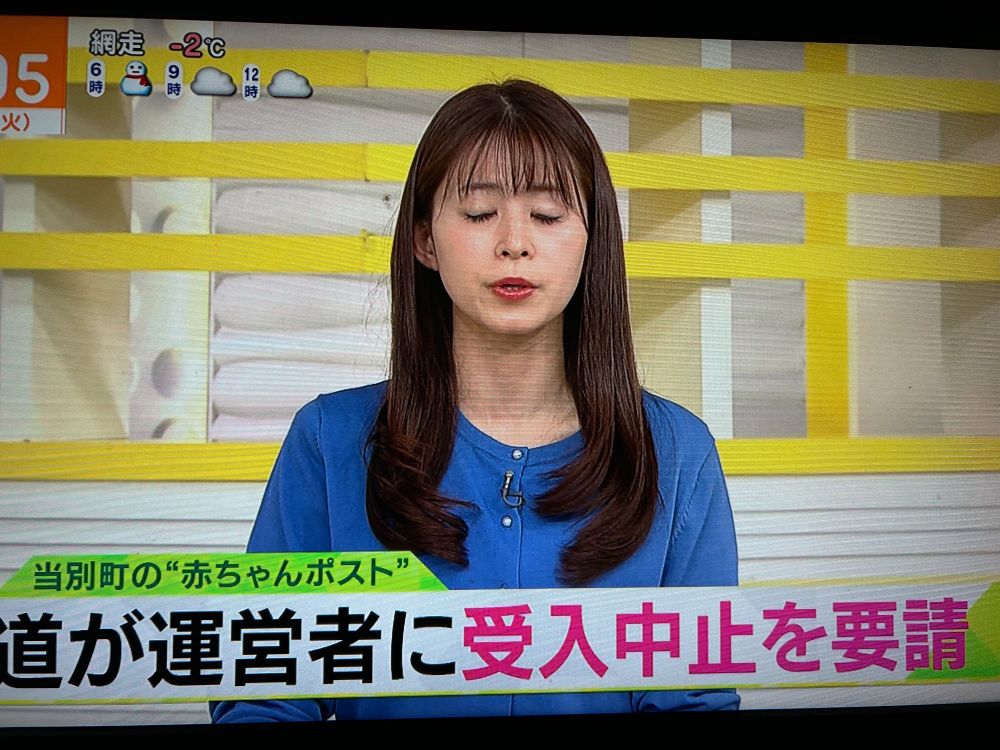 05
(火)
網走 -2℃
6時 9時 12時
当別町の“赤ちゃんポスト”
道が運営者に受入中止を要請